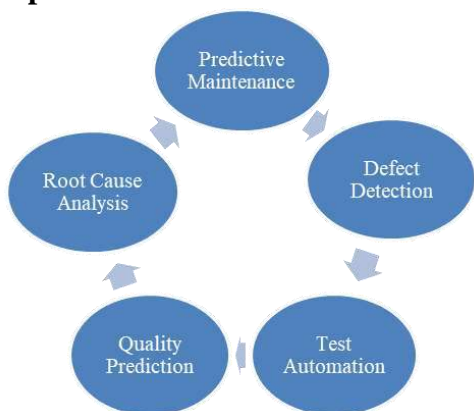 Predictive
Maintenance
Defect
Detection
Test
Automation
Quality
Prediction
Root Cause
Analysis